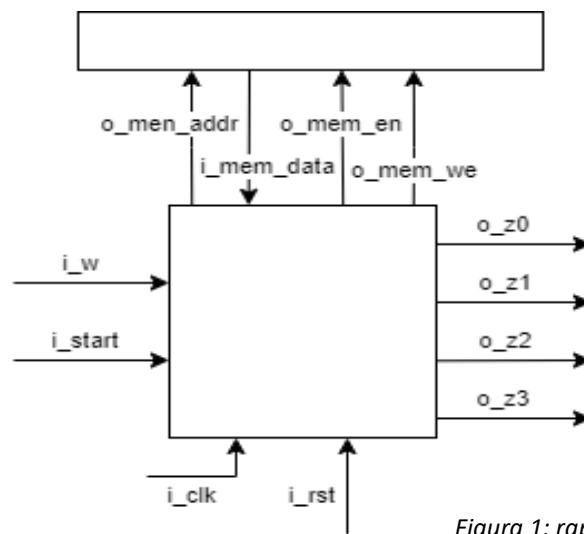 o_men_addr
o_mem_en
i_mem_data
o_mem_we
o_z0
i_w
o_z1
i_start
o_z2
o_z3
i_clk
i_rst
Figura 1: